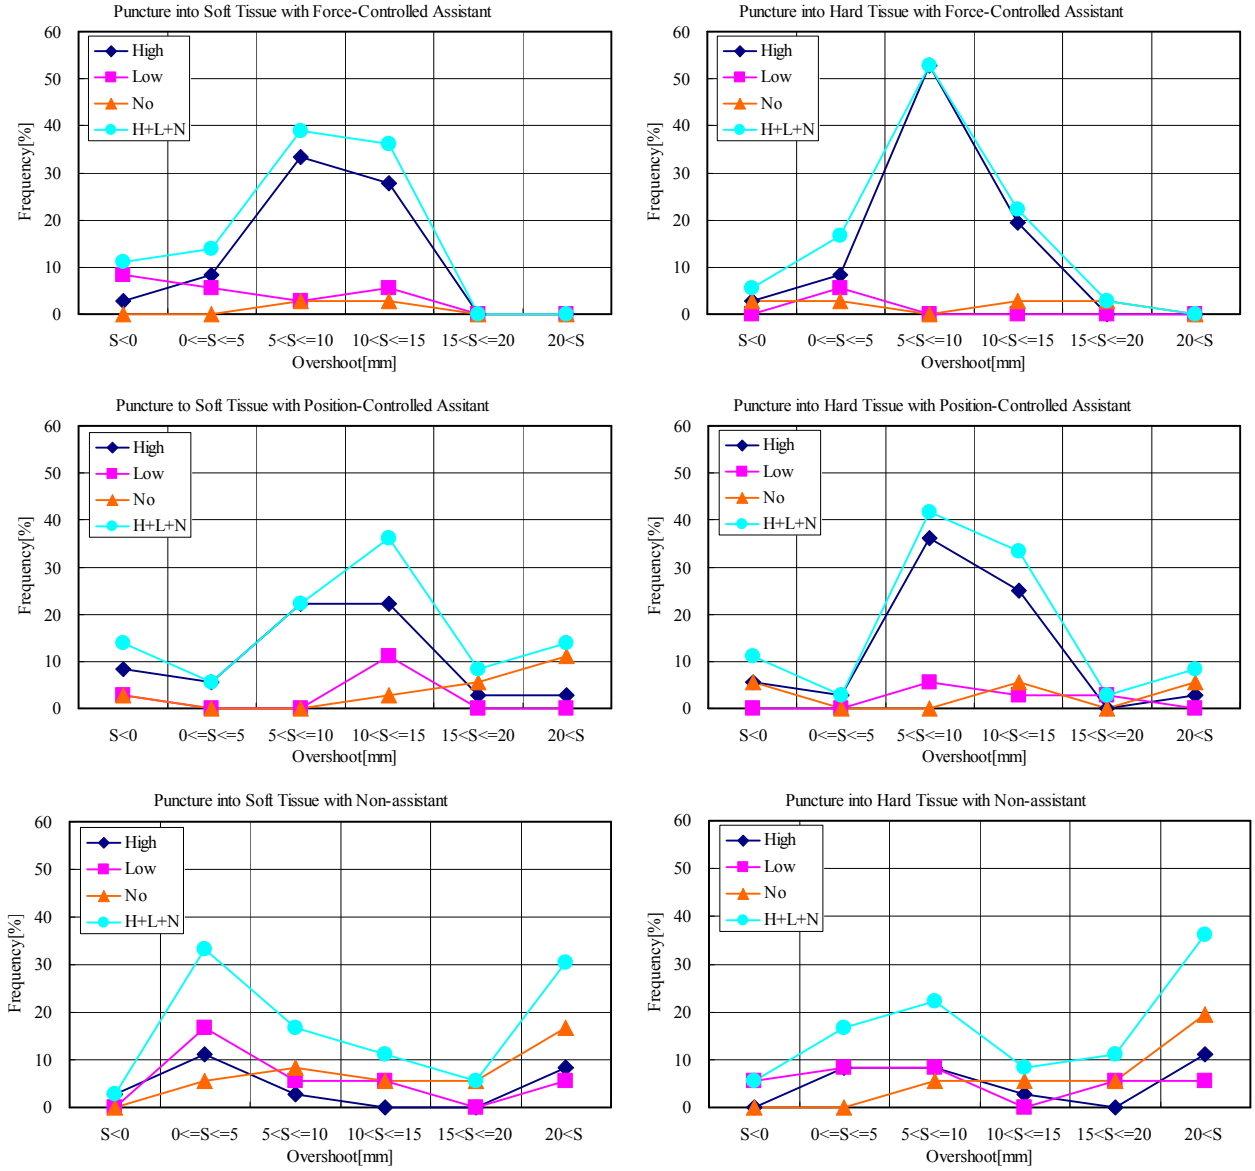 Puncture into Soft Tissue with Force-Controlled Assistant
60
50
40
30
20
10
0
Frequency[%]
High
Low
No
H+L+N
S<0 0<=S<=5 5<S<=10 10<S<=15 15<S<=20 20<S
Overshoot[mm]
Puncture into Hard Tissue with Force-Controlled Assistant
60
50
40
30
20
10
0
Frequency[%]
High
Low
No
H+L+N
S<0 0<=S<=5 5<S<=10 10<S<=15 15<S<=20 20<S
Overshoot[mm]
Puncture to Soft Tissue with Position-Controlled Assitant
60
50
40
30
20
10
0
Frequency[%]
High
Low
No
H+L+N
S<0 0<=S<=5 5<S<=10 10<S<=15 15<S<=20 20<S
Overshoot[mm]
Puncture into Hard Tissue with Position-Controlled Assistant
60
50
40
30
20
10
0
Frequency[%]
High
Low
No
H+L+N
S<0 0<=S<=5 5<S<=10 10<S<=15 15<S<=20 20<S
Overshoot[mm]
Puncture into Soft Tissue with Non-assistant
60
50
40
30
20
10
0
Frequency[%]
High
Low
No
H+L+N
S<0 0<=S<=5 5<S<=10 10<S<=15 15<S<=20 20<S
Overshoot[mm]
Puncture into Hard Tissue with Non-assistant
60
50
40
30
20
10
0
Frequency[%]
High
Low
No
H+L+N
S<0 0<=S<=5 5<S<=10 10<S<=15 15<S<=20 20<S
Overshoot[mm]